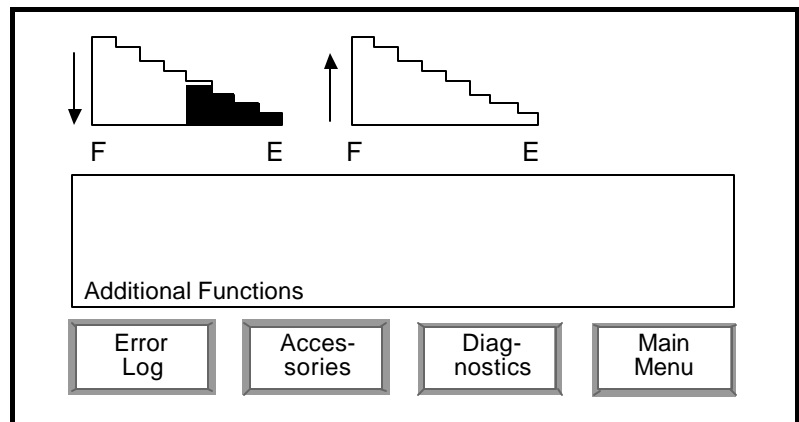 F E F E
Additional Functions
Error Log
Acces-
sories
Diag-
nostics
Main
Menu